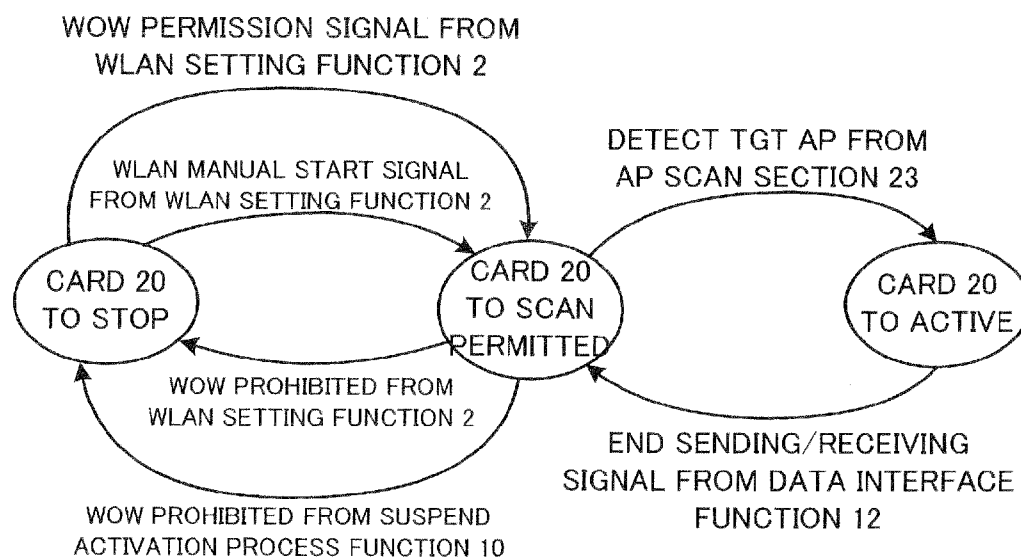 WOW PERMISSION SIGNAL FROM
WLAN SETTING FUNCTION 2
WLAN MANUAL START SIGNAL
FROM WLAN SETTING FUNCTION 2
DETECT TGT AP FROM
AP SCAN SECTION 23
CARD 20
TO STOP
CARD 20
TO SCAN
PERMITTED
CARD 20
TO ACTIVE
WOW PROHIBITED FROM
WLAN SETTING FUNCTION 2
END SENDING/RECEIVING
SIGNAL FROM DATA INTERFACE
FUNCTION 12
WOW PROHIBITED FROM SUSPEND
ACTIVATION PROCESS FUNCTION 10